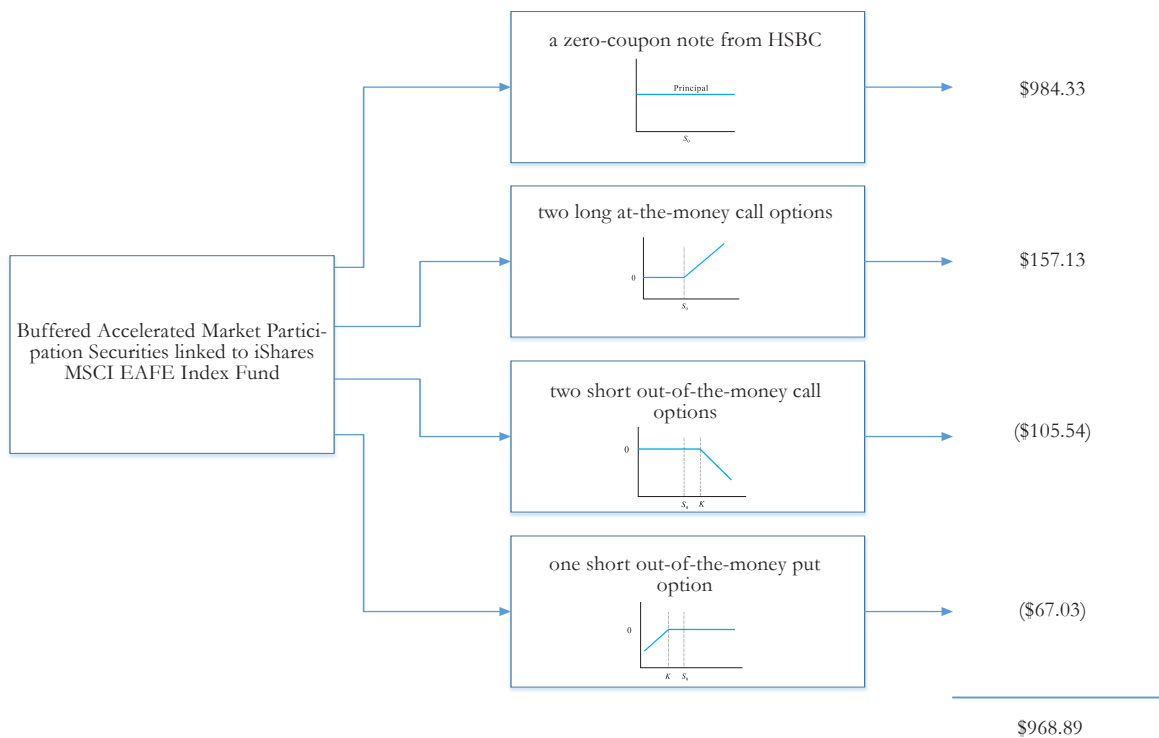 Buffered Accelerated Market Partici-
pation Securities linked to iShares
MSCI EAFE Index Fund
a zero-coupon note from HSBC
Principal
S₀
$984.33
two long at-the-money call options
0
S₀
$157.13
two short out-of-the-money call
options
0
S₀ K
($105.54)
one short out-of-the-money put
option
0
K S₀
($67.03)
$968.89